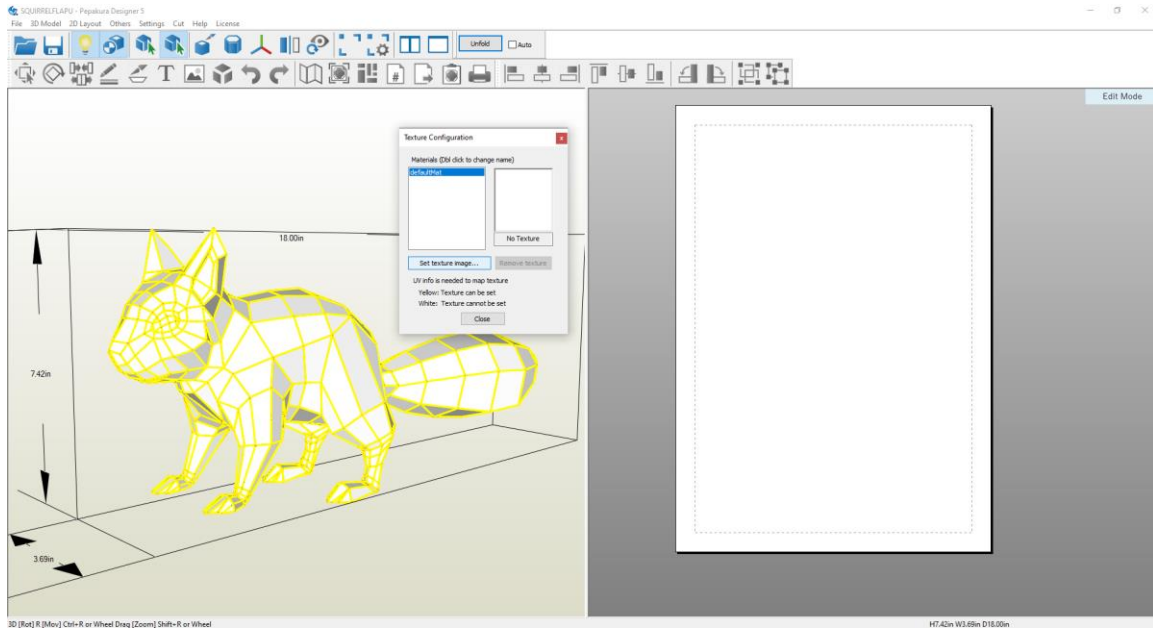 SQUIRRELFLAPU - Pepakura Designer 5
File 3D Model 2D Layout Others Settings Cut Help License
Unfold Auto
T #
Edit Mode
Texture Configuration
x
Materials (Dbl click to change name)
defaultMat
No Texture
Set texture image... Remove texture
UV info is needed to map texture
Yellow: Texture can be set
White: Texture cannot be set
Close
18.00in
7.42in
3.69in
3D [Rot] R [Mov] Ctrl+R or Wheel Drag [Zoom] Shift+R or Wheel
H7.42in W3.69in D18.00in